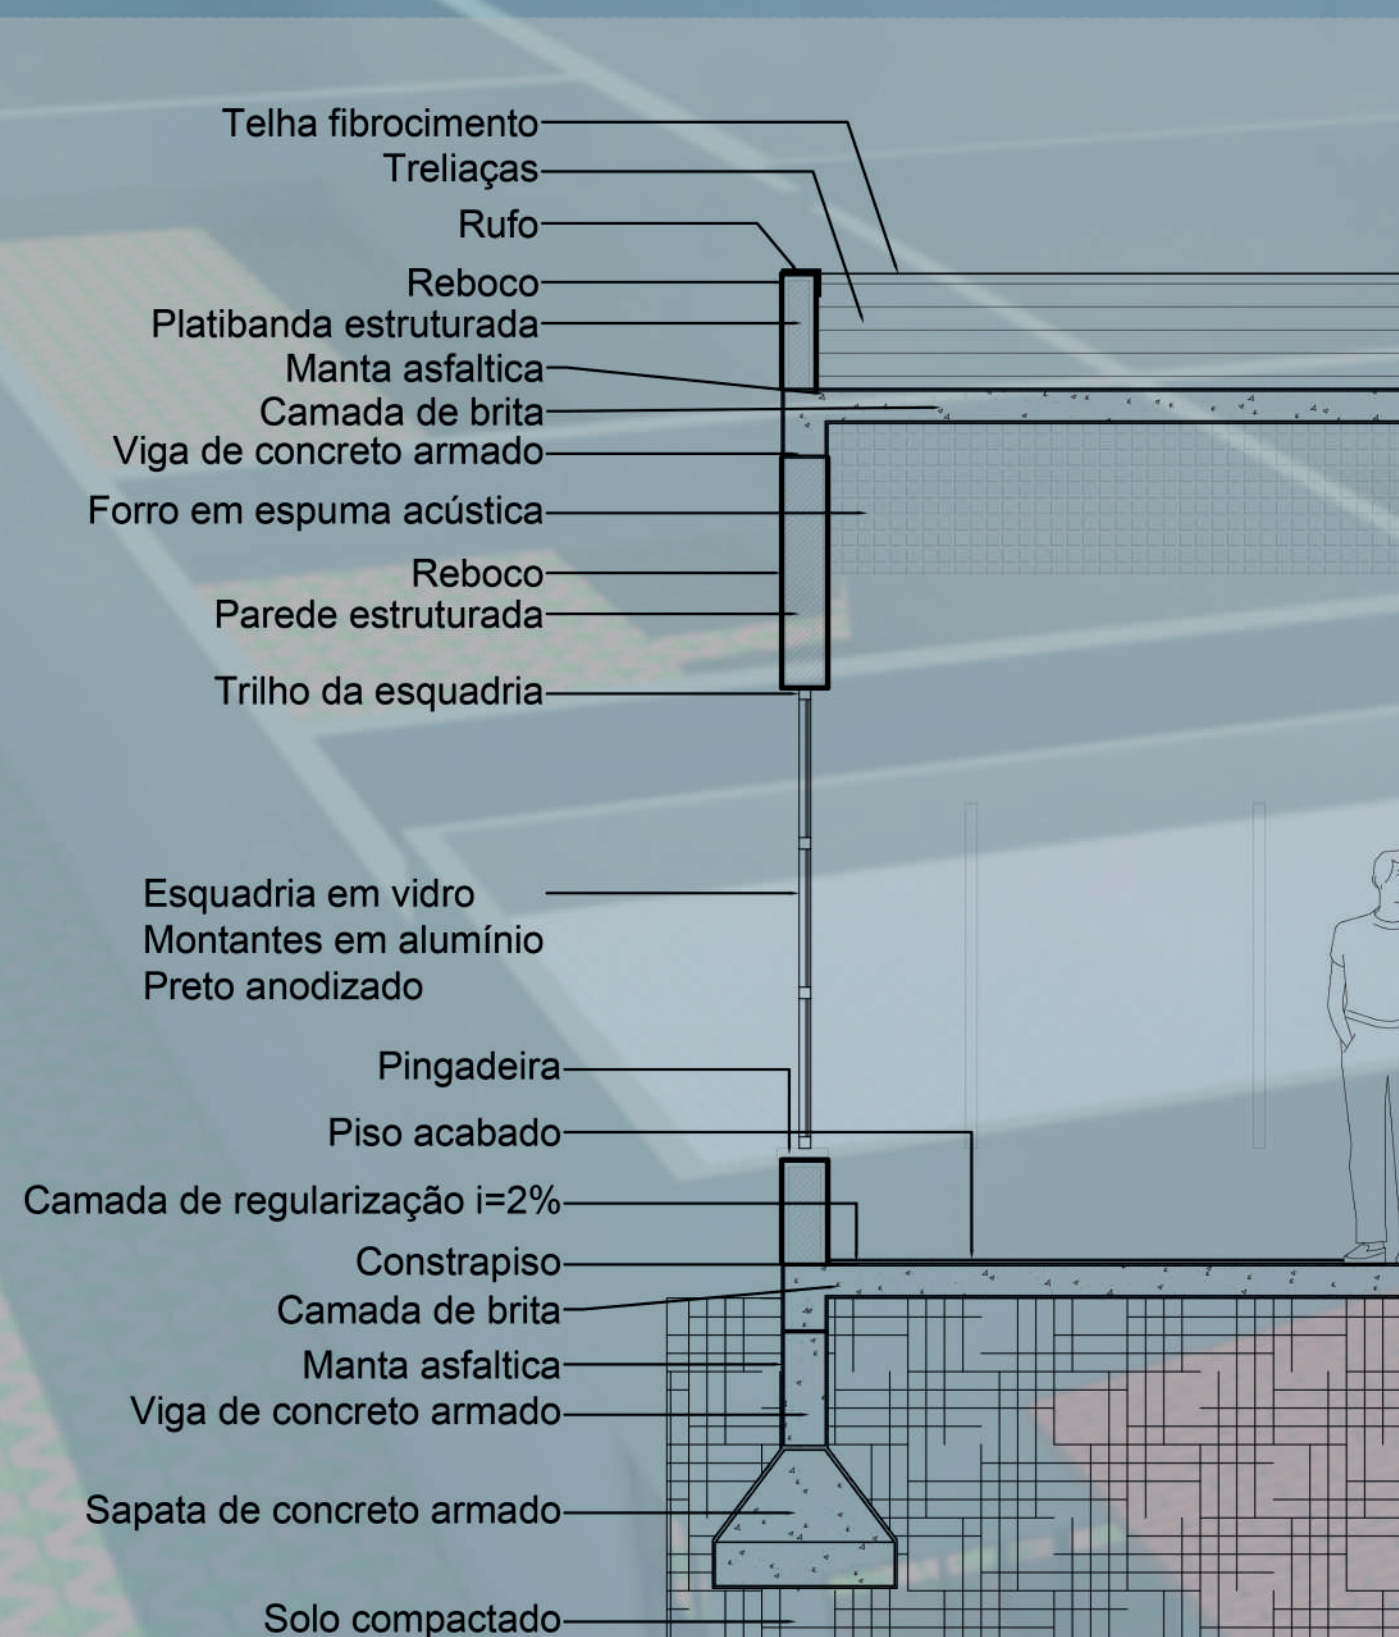 Telha fibrocimento
Treliaças
Rufo
Reboco
Platibanda estruturada
Manta asfaltica
Camada de brita
Viga de concreto armado
Forro em espuma acústica
Reboco
Parede estruturada
Trilho da esquadria
Esquadria em vidro
Montantes em alumínio
Preto anodizado
Pingadeira
Piso acabado
Camada de regularização i=2%
Constrapiso
Camada de brita
Manta asfaltica
Viga de concreto armado
Sapata de concreto armado
Solo compactado